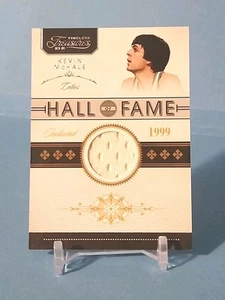 TIMELESS
Treasures
KEVIN
McHALE
Celtics
HALL OF FAME
Inducted
1999